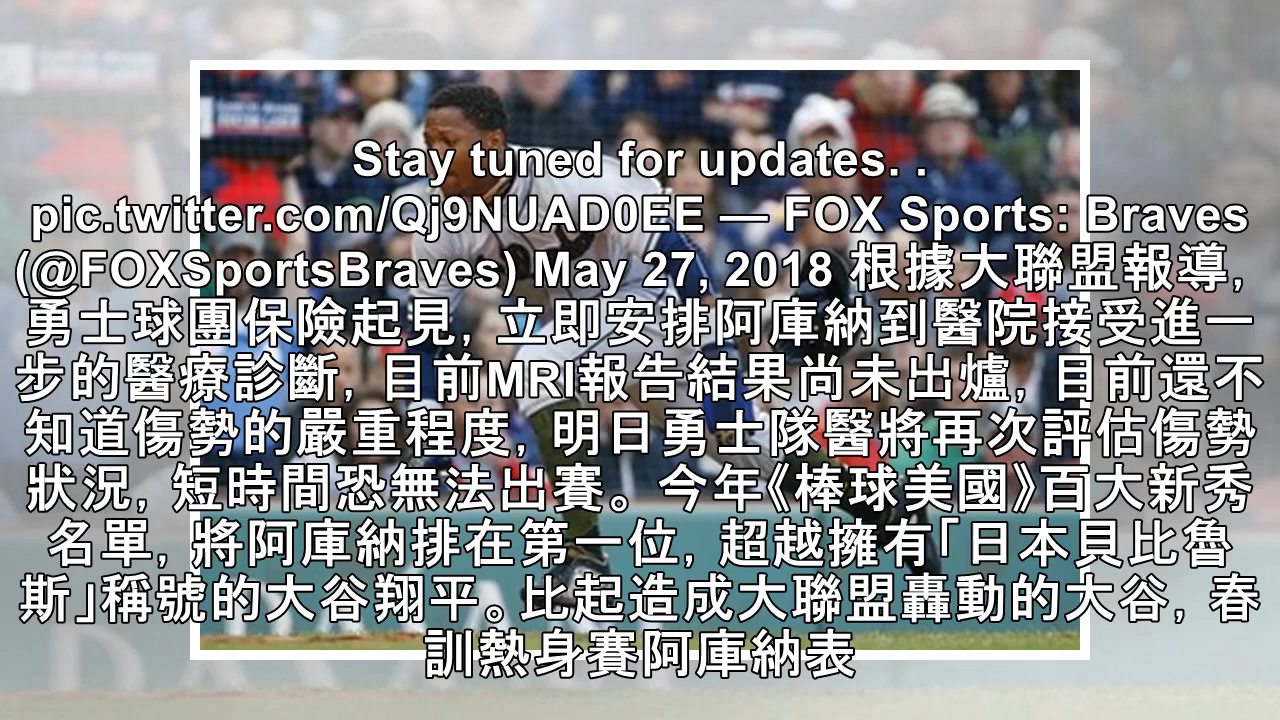 Stay tuned for updates. .
pic.twitter.com/Qj9NUAD0EE — FOX Sports: Braves
(@FOXSportsBraves) May 27, 2018 根據大聯盟報導,
勇士球團保險起見, 立即安排阿庫納到醫院接受進一
步的醫療診斷, 目前MRI報告結果尚未出爐, 目前還不
知道傷勢的嚴重程度, 明日勇士隊醫將再次評估傷勢
狀況, 短時間恐無法出賽。今年《棒球美國》百大新秀
名單, 將阿庫納排在第一位, 超越擁有「日本貝比魯
斯」稱號的大谷翔平。比起造成大聯盟轟動的大谷, 春
訓熱身賽阿庫納表